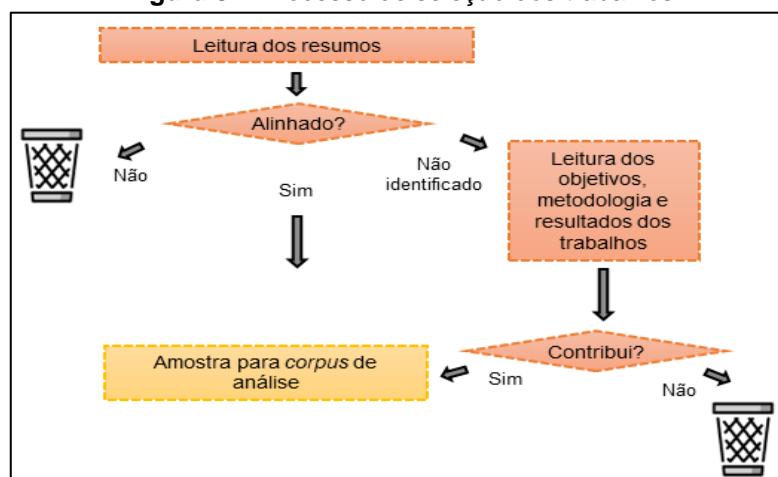 Leitura dos resumos
Alinhado?
Não
Sim
Não
identificado
Leitura dos
objetivos,
metodologia e
resultados dos
trabalhos
Contribui?
Sim
Não
Amostra para corpus de
análise